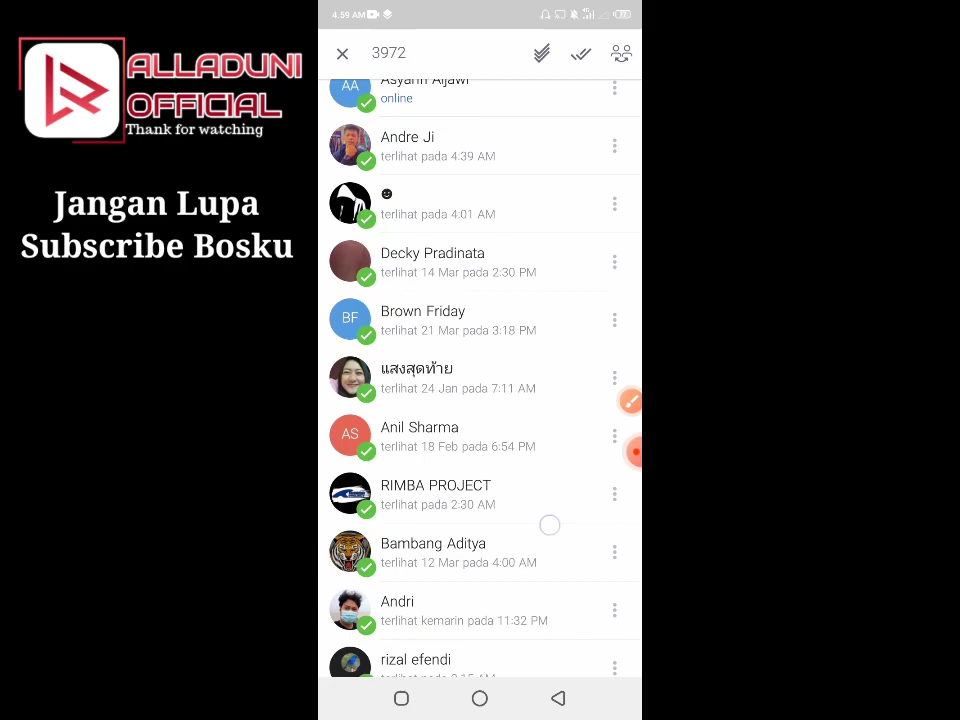 ALLADUNI
OFFICIAL
Thank for watching
Jangan Lupa
Subscribe Bosku
4.59 AM
3972
AA
online
Andre Ji
terlihat pada 4:39 AM
☻
terlihat pada 4:01 AM
Decky Pradinata
terlihat 14 Mar pada 2:30 PM
BF
Brown Friday
terlihat 21 Mar pada 3:18 PM
แสงสุดท้าย
terlihat 24 Jan pada 7:11 AM
AS
Anil Sharma
terlihat 18 Feb pada 6:54 PM
RIMBA PROJECT
terlihat pada 2:30 AM
Bambang Aditya
terlihat 12 Mar pada 4:00 AM
Andri
terlihat kemarin pada 11:32 PM
rizal efendi